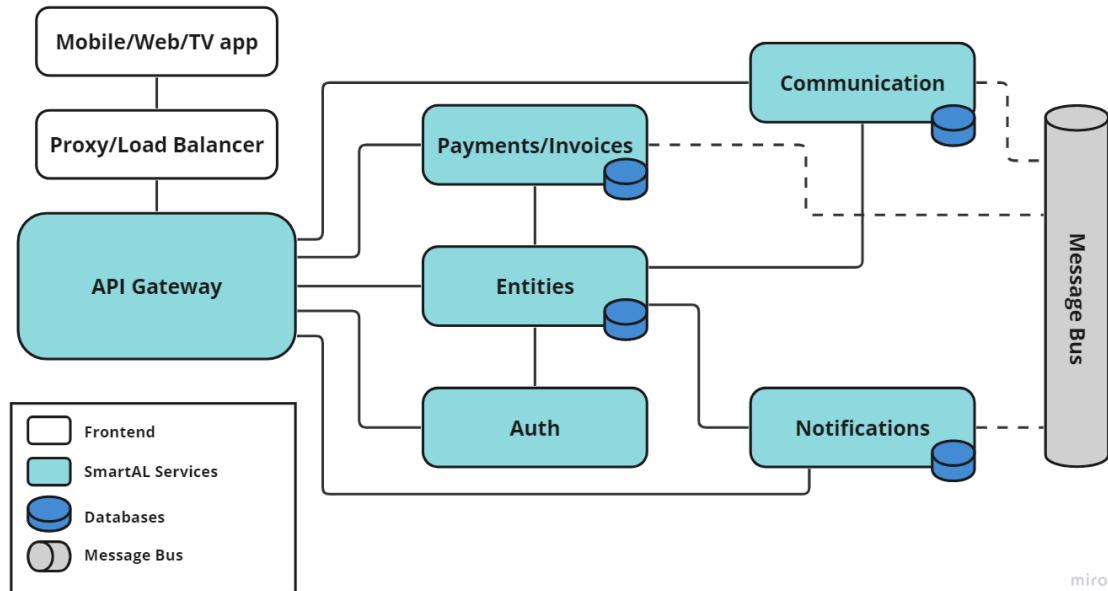 Mobile/Web/TV app
Proxy/Load Balancer
API Gateway
Communication
Payments/Invoices
Entities
Auth
Notifications
Message Bus
Frontend
SmartAL Services
Databases
Message Bus
miro